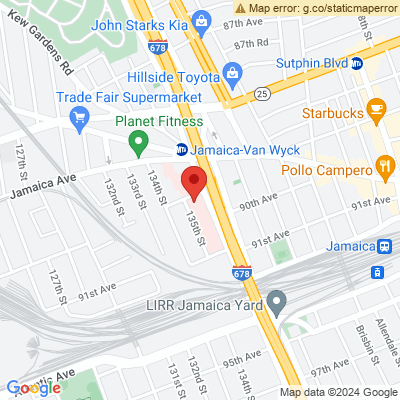 Map error: g.co/staticmaperror
Kew Gardens Rd
John Starks Kia
87th Ave
678
87th Rd
Hillside Toyota
Sutphin Blvd
MTA
25
Trade Fair Supermarket
Starbucks
Planet Fitness
127th St
MTA
Jamaica-Van Wyck
Jamaica Ave
132nd St
133rd St
134th St
Pollo Campero
90th Ave
91st Ave
135th St
91st Ave
Jamaica
127th St
91st Ave
678
LIRR Jamaica Yard
Allendale St
Brisbin St
95th Ave
97th Ave
132nd St
131st St
134th St
Google
Map data ©2024 Google